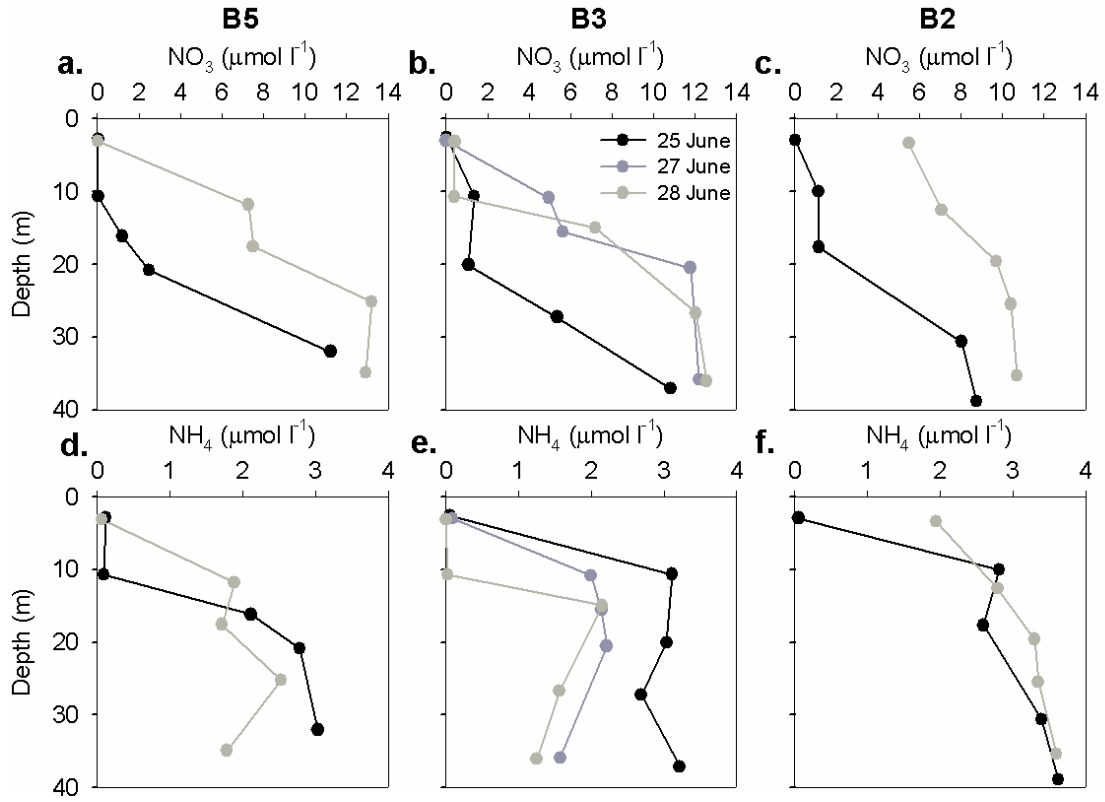 B5 B3 B2
a. NO3 (μmol l-1) b. NO3 (μmol l-1) c. NO3 (μmol l-1)
0 2 4 6 8 10 12 14 0 2 4 6 8 10 12 14 0 2 4 6 8 10 12 14
0
10
20
30
40
Depth (m)
25 June
27 June
28 June
d. NH4 (μmol l-1) e. NH4 (μmol l-1) f. NH4 (μmol l-1)
0 1 2 3 4 0 1 2 3 4 0 2 3 4
0
10
20
30
40
Depth (m)